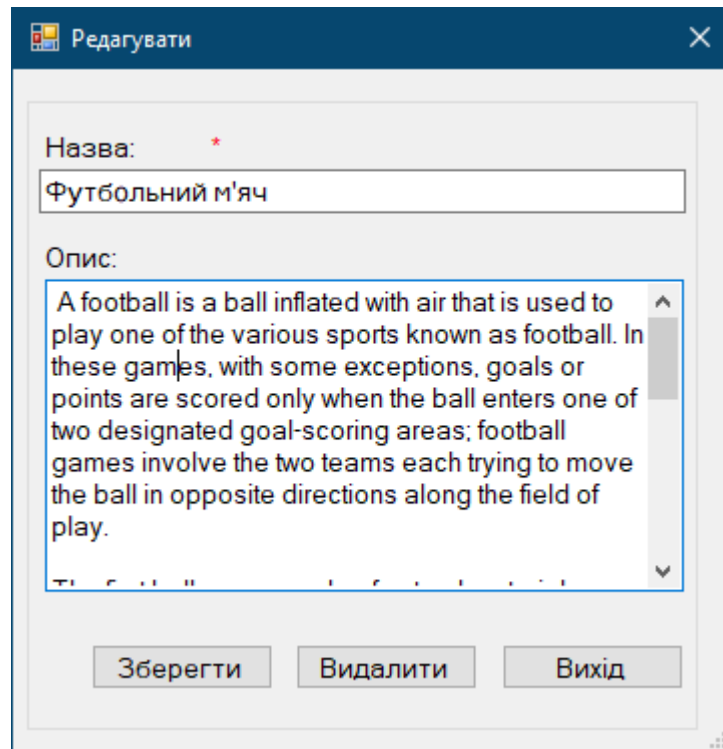 Редагувати
Назва: *
Футбольний м'яч
Опис:
A football is a ball inflated with air that is used to
play one of the various sports known as football. In
these games, with some exceptions, goals or
points are scored only when the ball enters one of
two designated goal-scoring areas; football
games involve the two teams each trying to move
the ball in opposite directions along the field of
play.
Зберегти Видалити Вихід